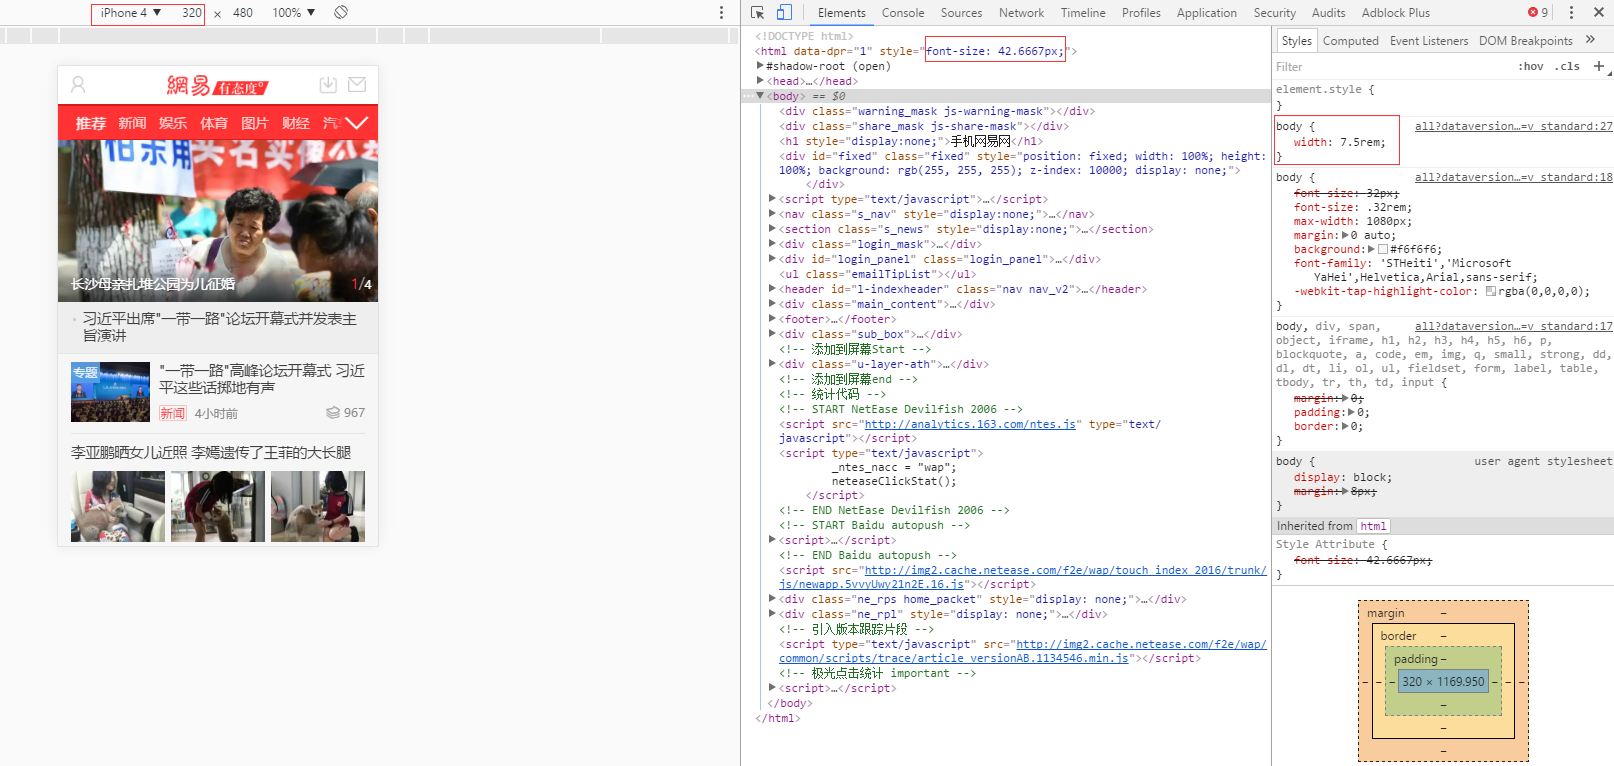 iPhone 4 ▼ 320 × 480 100% ▼
網易 有态度°
推荐 新闻 娱乐 体育 图片 财经 汽
长沙母亲扎堆公园为儿征婚 1/4
习近平出席"一带一路"论坛开幕式并发表主
旨演讲
专题
"一带一路"高峰论坛开幕式 习近
平这些话掷地有声
新闻 4小时前 967
李亚鹏晒女儿近照 李嫣遗传了王菲的大长腿
Elements Console Sources Network Timeline Profiles Application Security Audits Adblock Plus 9
<!DOCTYPE html>
<html data-dpr="1" style="font-size: 42.6667px;">
▶#shadow-root (open)
▶<head>…</head>
…▼<body> == $0
<div class="warning_mask js-warning-mask"></div>
<div class="share_mask js-share-mask"></div>
<h1 style="display:none;">手机网易网</h1>
<div id="fixed" class="fixed" style="position: fixed; width: 100%; height:
100%; background: rgb(255, 255, 255); z-index: 10000; display: none;">
</div>
▶<script type="text/javascript">…</script>
▶<nav class="s_nav" style="display:none;">…</nav>
▶<section class="s_news" style="display:none;">…</section>
▶<div class="login_mask">…</div>
▶<div id="login_panel" class="login_panel">…</div>
<ul class="emailTipList"></ul>
▶<header id="l-indexheader" class="nav nav_v2">…</header>
▶<div class="main_content">…</div>
▶<footer>…</footer>
▶<div class="sub_box">…</div>
<!-- 添加到屏幕Start -->
▶<div class="u-layer-ath">…</div>
<!-- 添加到屏幕end -->
<!-- 统计代码 -->
<!-- START NetEase Devilfish 2006 -->
<script src="http://analytics.163.com/ntes.js" type="text/
javascript"></script>
<script type="text/javascript">
_ntes_nacc = "wap";
neteaseClickStat();
</script>
<!-- END NetEase Devilfish 2006 -->
<!-- START Baidu autopush -->
▶<script>…</script>
<!-- END Baidu autopush -->
<script src="http://img2.cache.netease.com/f2e/wap/touch_index_2016/trunk/
js/newapp.5vvyUwy21n2E.16.js"></script>
▶<div class="ne_rps home_packet" style="display: none;">…</div>
▶<div class="ne_rpl" style="display: none;">…</div>
<!-- 引入版本跟踪片段 -->
<script type="text/javascript" src="http://img2.cache.netease.com/f2e/wap/
common/scripts/trace/article_versionAB.1134546.min.js"></script>
<!-- 极光点击统计 important -->
▶<script>…</script>
</body>
</html>
Styles Computed Event Listeners DOM Breakpoints »
Filter :hov .cls +
element.style {
}
body { all?dataversion…=v_standard:27
width: 7.5rem;
}
body { all?dataversion…=v_standard:18
font-size: 32px;
font-size: .32rem;
max-width: 1080px;
margin:▶0 auto;
background:▶#f6f6f6;
font-family: 'STHeiti','Microsoft
YaHei',Helvetica,Arial,sans-serif;
-webkit-tap-highlight-color: rgba(0,0,0,0);
}
body, div, span, all?dataversion…=v_standard:17
object, iframe, h1, h2, h3, h4, h5, h6, p,
blockquote, a, code, em, img, q, small, strong, dd,
dl, dt, li, ol, ul, fieldset, form, label, table,
tbody, tr, th, td, input {
margin:▶0;
padding:▶0;
border:▶0;
}
body { user agent stylesheet
display: block;
margin:▶8px;
}
Inherited from html
Style Attribute {
font-size: 42.6667px;
}
margin –
border –
padding –
– – – 320 × 1169.950 – – –
–
–
–